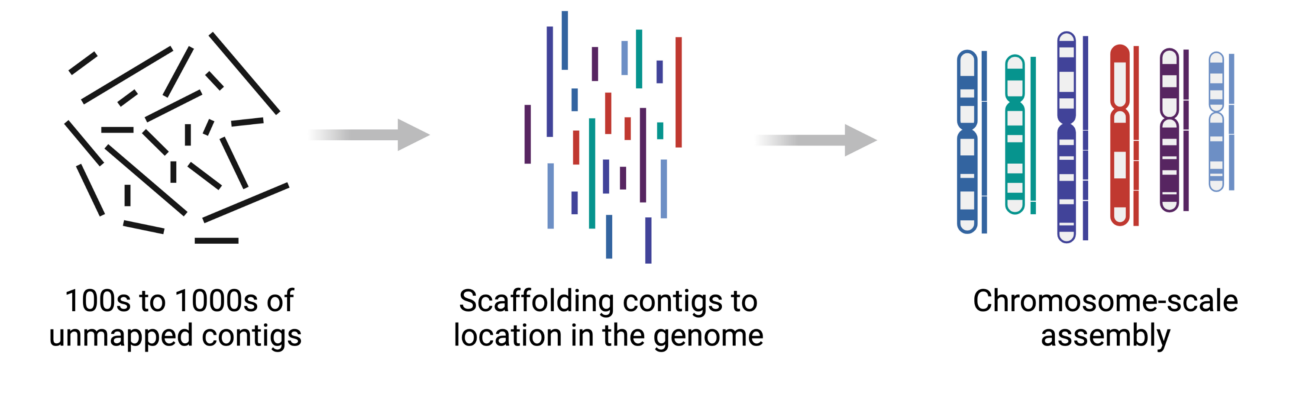 100s to 1000s of
unmapped contigs
Scaffolding contigs to
location in the genome
Chromosome-scale
assembly